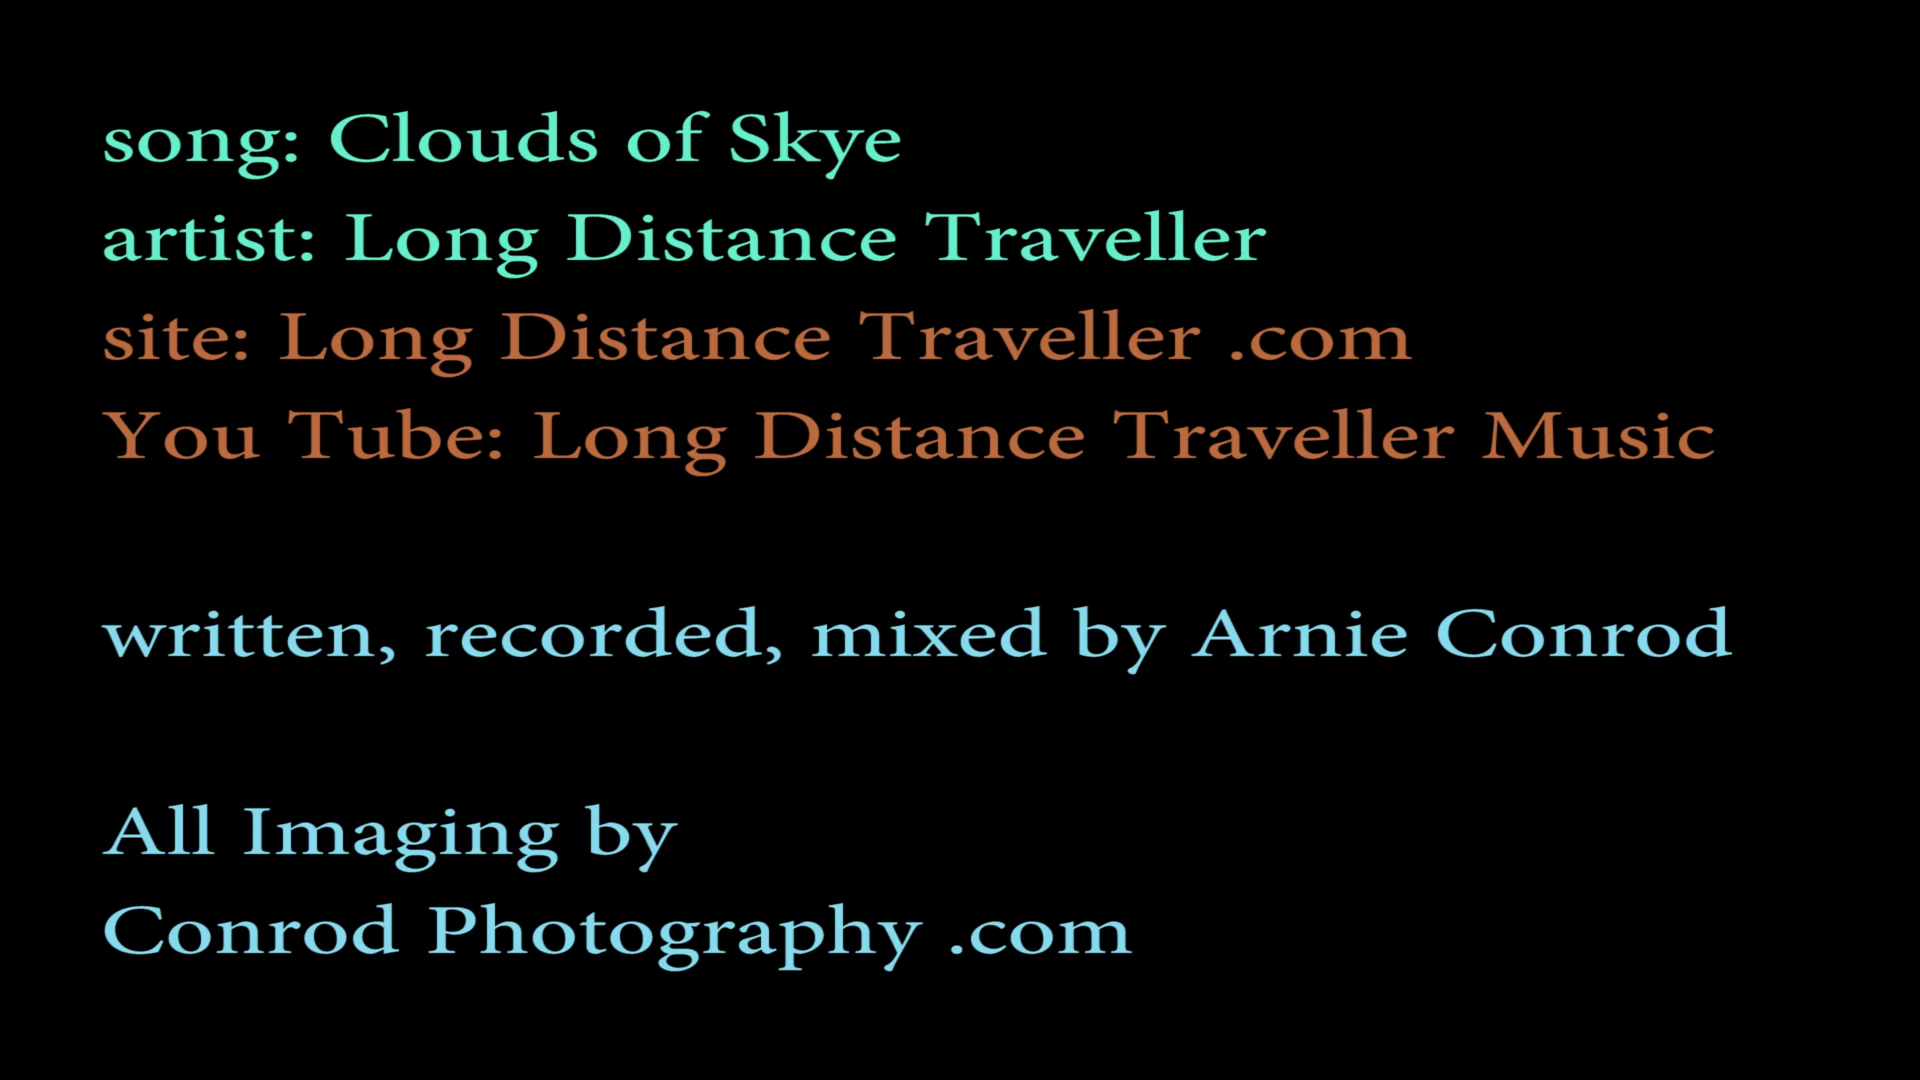 song: Clouds of Skye
artist: Long Distance Traveller
site: Long Distance Traveller .com
You Tube: Long Distance Traveller Music
written, recorded, mixed by Arnie Conrod
All Imaging by
Conrod Photography .com